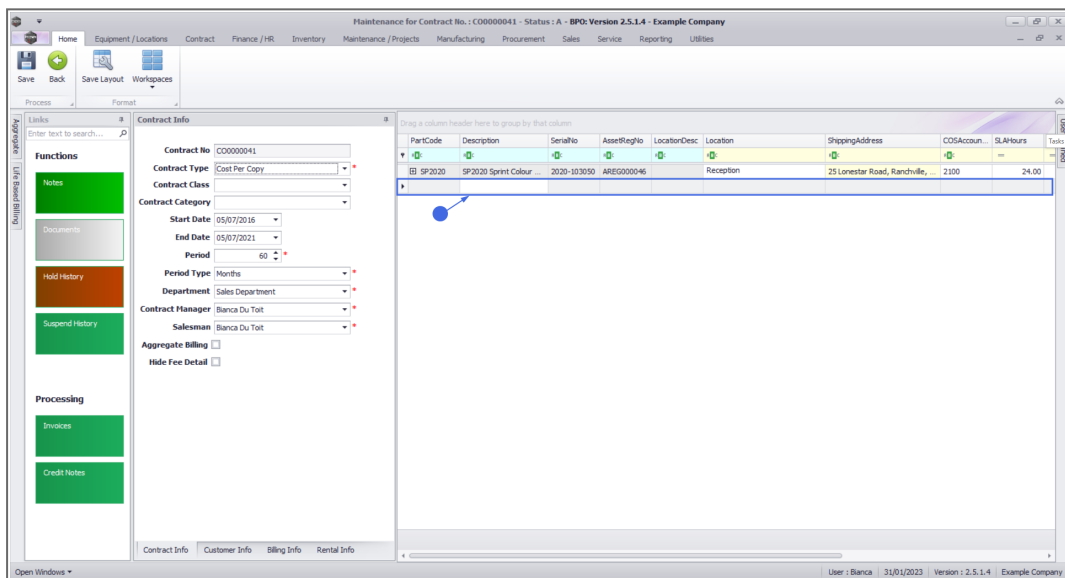 Maintenance for Contract No. : CO0000041 - Status : A - BPO: Version 2.5.1.4 - Example Company
Home Equipment / Locations Contract Finance / HR Inventory Maintenance / Projects Manufacturing Procurement Sales Service Reporting Utilities
Save Back Save Layout Workspaces
Process Format
Aggregate
Life Based Billing
Links
Enter text to search...
Functions
Notes
Documents
Hold History
Suspend History
Processing
Invoices
Credit Notes
Contract Info
Contract No CO0000041
Contract Type Cost Per Copy *
Contract Class
Contract Category
Start Date 05/07/2016
End Date 05/07/2021
Period 60 *
Period Type Months *
Department Sales Department *
Contract Manager Bianca Du Toit *
Salesman Bianca Du Toit *
Aggregate Billing
Hide Fee Detail
Contract Info Customer Info Billing Info Rental Info
Drag a column header here to group by that column
PartCode Description SerialNo AssetRegNo LocationDesc Location ShippingAddress COSAccoun... SLAHours
SP2020 SP2020 Sprint Colour ... 2020-103050 AREG000046 Reception 25 Lonestar Road, Ranchville, ... 2100 24.00
Tasks
Open Windows
User : Bianca 31/01/2023 Version : 2.5.1.4 Example Company